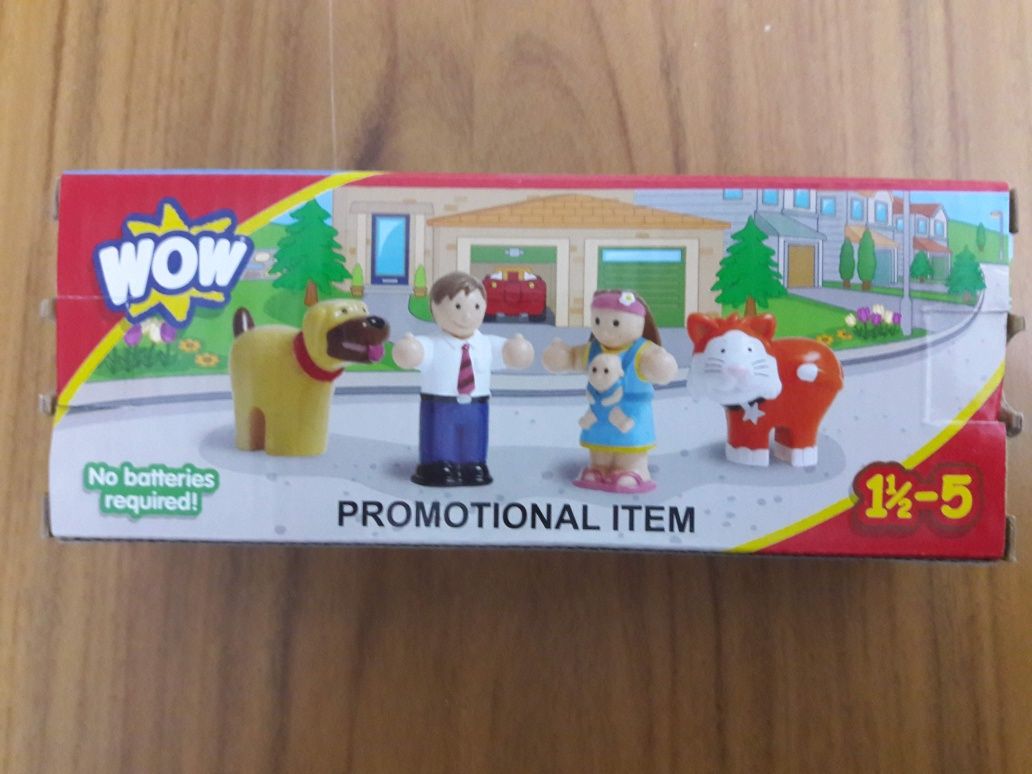 WOW
No batteries
required!
PROMOTIONAL ITEM
1½-5